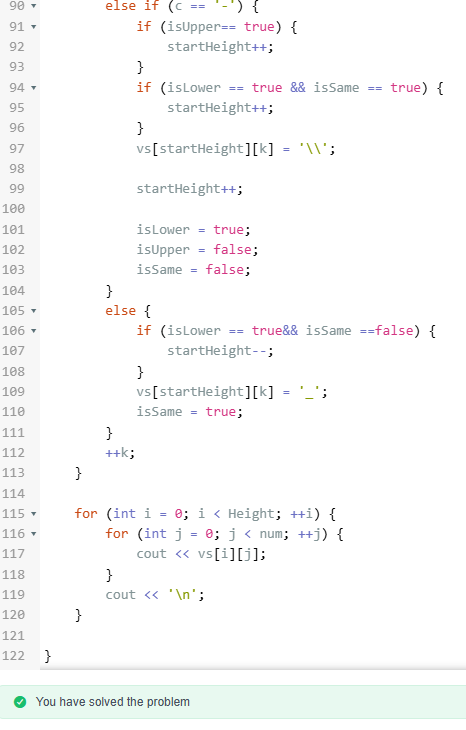 90 else if (c == '-') {
91 if (isUpper== true) {
92 startHeight++;
93 }
94 if (isLower == true && isSame == true) {
95 startHeight++;
96 }
97 vs[startHeight][k] = '\\';
98
99 startHeight++;
100
101 isLower = true;
102 isUpper = false;
103 isSame = false;
104 }
105 else {
106 if (isLower == true&& isSame ==false) {
107 startHeight--;
108 }
109 vs[startHeight][k] = '_';
110 isSame = true;
111 }
112 ++k;
113 }
114
115 for (int i = 0; i < Height; ++i) {
116 for (int j = 0; j < num; ++j) {
117 cout << vs[i][j];
118 }
119 cout << '\n';
120 }
121
122 }
You have solved the problem